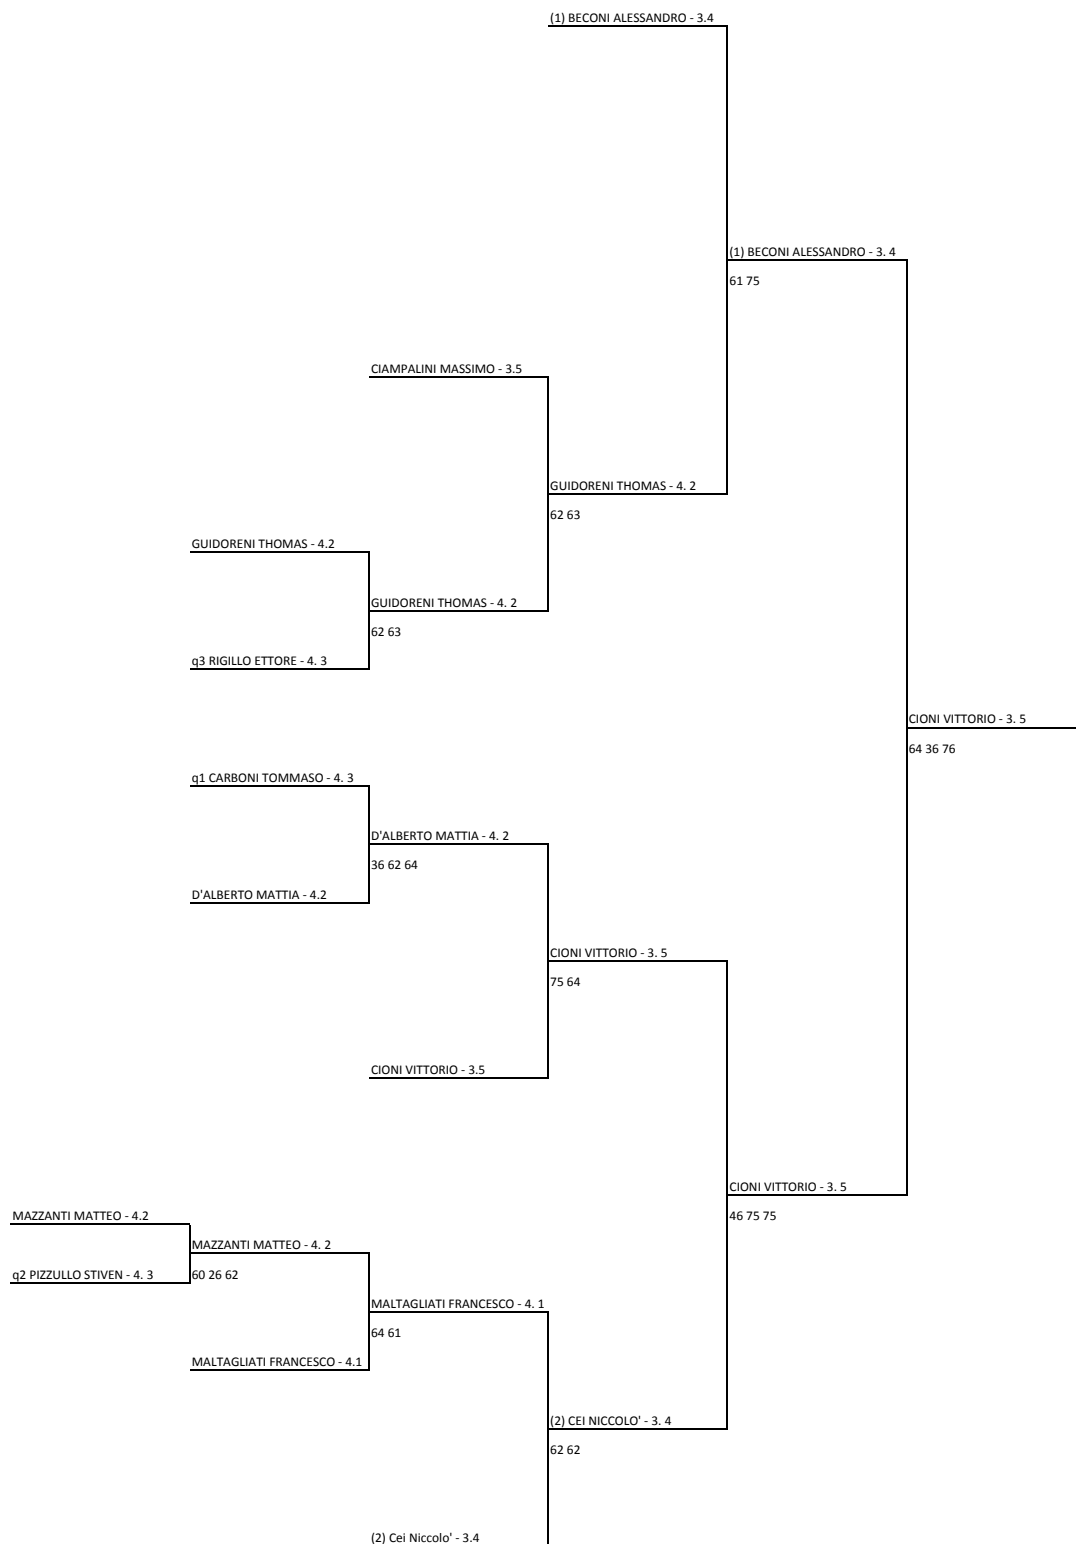 (1) BECONI ALESSANDRO - 3.4
(1) BECONI ALESSANDRO - 3. 4
61 75
CIAMPALINI MASSIMO - 3.5
GUIDORENI THOMAS - 4. 2
62 63
GUIDORENI THOMAS - 4.2
GUIDORENI THOMAS - 4. 2
62 63
q3 RIGILLO ETTORE - 4. 3
CIONI VITTORIO - 3. 5
64 36 76
q1 CARBONI TOMMASO - 4. 3
D'ALBERTO MATTIA - 4. 2
36 62 64
D'ALBERTO MATTIA - 4.2
CIONI VITTORIO - 3. 5
75 64
CIONI VITTORIO - 3.5
CIONI VITTORIO - 3. 5
46 75 75
MAZZANTI MATTEO - 4.2
MAZZANTI MATTEO - 4. 2
q2 PIZZULLO STIVEN - 4. 3
60 26 62
MALTAGLIATI FRANCESCO - 4. 1
64 61
MALTAGLIATI FRANCESCO - 4.1
(2) CEI NICCOLO' - 3. 4
62 62
(2) Cei Niccolo' - 3.4